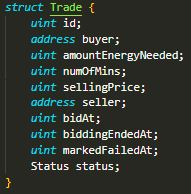 struct Trade {
uint id;
address buyer;
uint amountEnergyNeeded;
uint numOfMins;
uint sellingPrice;
address seller;
uint bidAt;
uint biddingEndedAt;
uint markedFailedAt;
Status status;
}